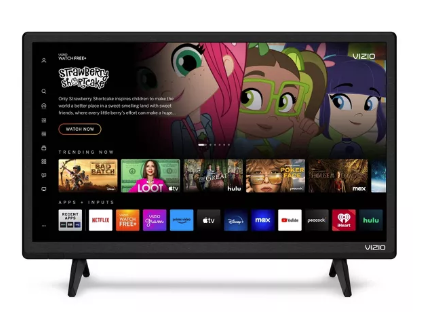 WATCH FREE+
VIZIO
STRAWBERRY
SHORTCAKE
Only Strawberry Shortcake inspires children to make the
world a better place in a sweet smelling land with sweet
friends, where every little berry's effort can make a huge
WATCH NOW
TRENDING NOW
BAD
BATCH
LOOT
tv
GREAT
hulu
POKER
FACE
peacock
max
APPS + INPUTS
RECENT
APPS
NETFLIX
WATCH
FREE+
VIZIO
prime video
tv
Disney+
max
YouTube
peacock
iHeart
hulu
VIZIO